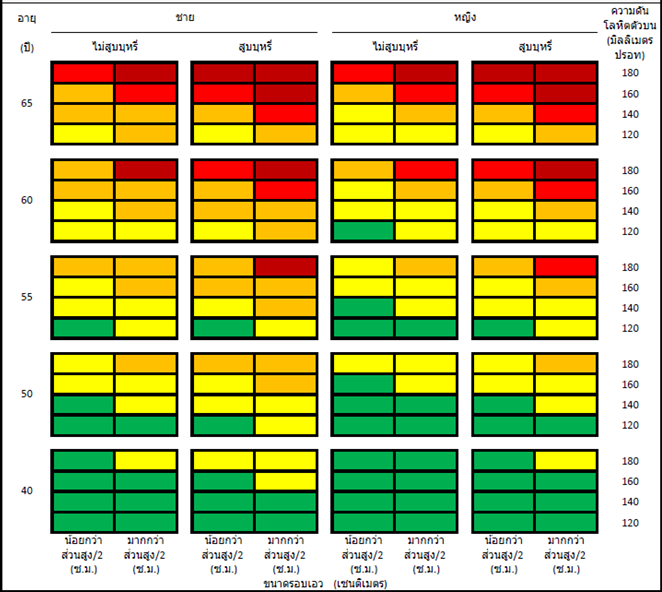 อายุ
(ปี)
ชาย
หญิง
ความดัน
โลหิตตัวบน
(มิลลิเมตร
ปรอท)
ไม่สูบบุหรี่
สูบบุหรี่
ไม่สูบบุหรี่
สูบบุหรี่
65
180
160
140
120
60
180
160
140
120
55
180
160
140
120
50
180
160
140
120
40
180
160
140
120
น้อยกว่า
ส่วนสูง/2
(ซ.ม.)
มากกว่า
ส่วนสูง/2
(ซ.ม.)
น้อยกว่า
ส่วนสูง/2
(ซ.ม.)
มากกว่า
ส่วนสูง/2
(ซ.ม.)
น้อยกว่า
ส่วนสูง/2
(ซ.ม.)
มากกว่า
ส่วนสูง/2
(ซ.ม.)
น้อยกว่า
ส่วนสูง/2
(ซ.ม.)
มากกว่า
ส่วนสูง/2
(ซ.ม.)
ขนาดรอบเอว (เซนติเมตร)